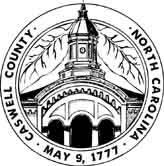 CASWELL COUNTY
NORTH CAROLINA
· MAY 9, 1777 ·